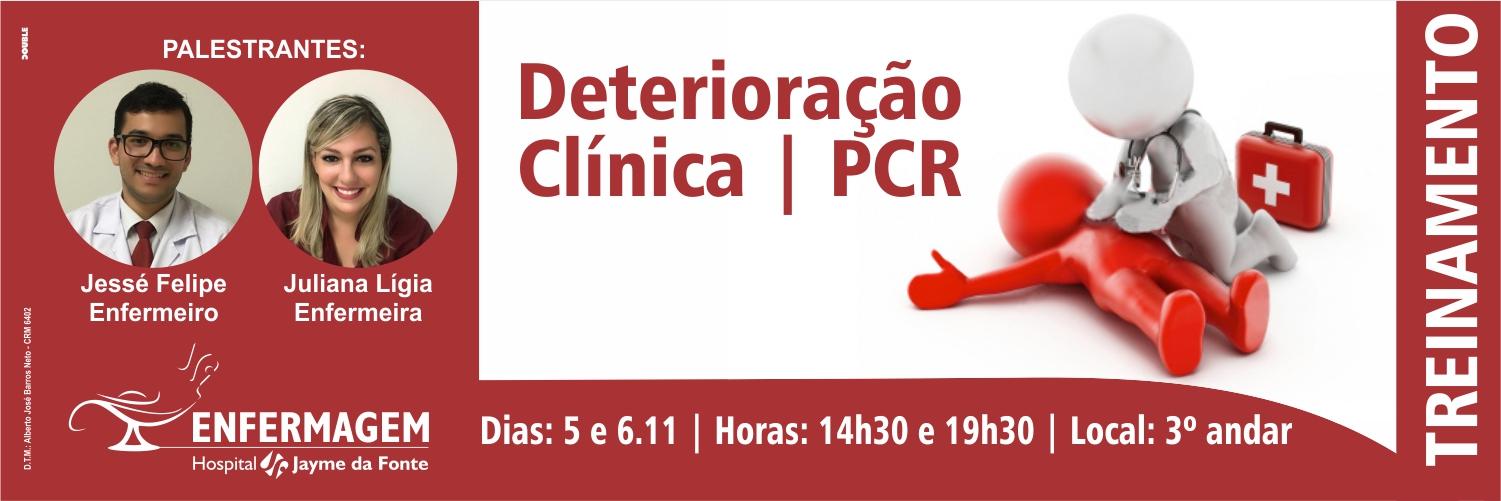 DOUBLE
PALESTRANTES:
Jessé Felipe
Enfermeiro
Juliana Lígia
Enfermeira
D.T.M.: Alberto José Barros Neto - CRM 6402
ENFERMAGEM
Hospital Jayme da Fonte
Deterioração
Clínica | PCR
Dias: 5 e 6.11 | Horas: 14h30 e 19h30 | Local: 3º andar
TREINAMENTO